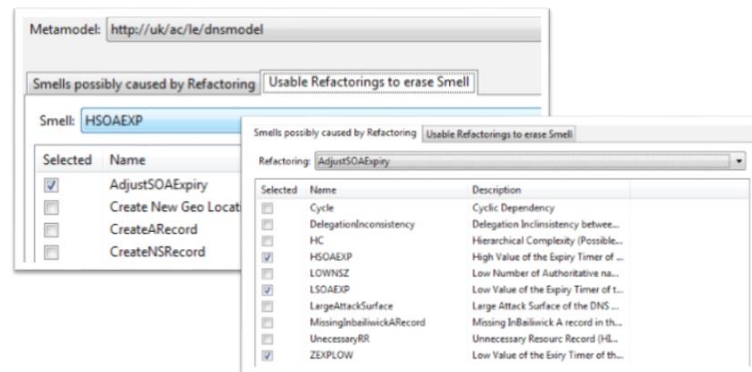 Metamodel: http://uk/ac/le/dnsmodel
Smells possibly caused by Refactoring Usable Refactorings to erase Smell
Smell: HSOAEXP
Selected Name
AdjustSOAExpiry
Create New Geo Locati
CreateARecord
CreateNSRecord
Smells possibly caused by Refactoring Usable Refactorings to erase Smell
Refactoring: AdjustSOAExpiry
Selected Name Description
Cycle Cyclic Dependency
DelegationInconsistency Delegation Inclinsistency betwee...
HC Hierarchical Complexity (Possible...
HSOAEXP High Value of the Expiry Timer of ...
LOWNSZ Low Number of Authoritative na...
LSOAEXP Low Value of the Expiry Timer of t...
LargeAttackSurface Large Attack Surface of the DNS ...
MissingInbailiwickARecord Missing InBailiwick A record in th...
UnecessaryRR Unnecessary Resourc Record (HI...
ZEXPLOW Low Value of the Exiry Timer of th...